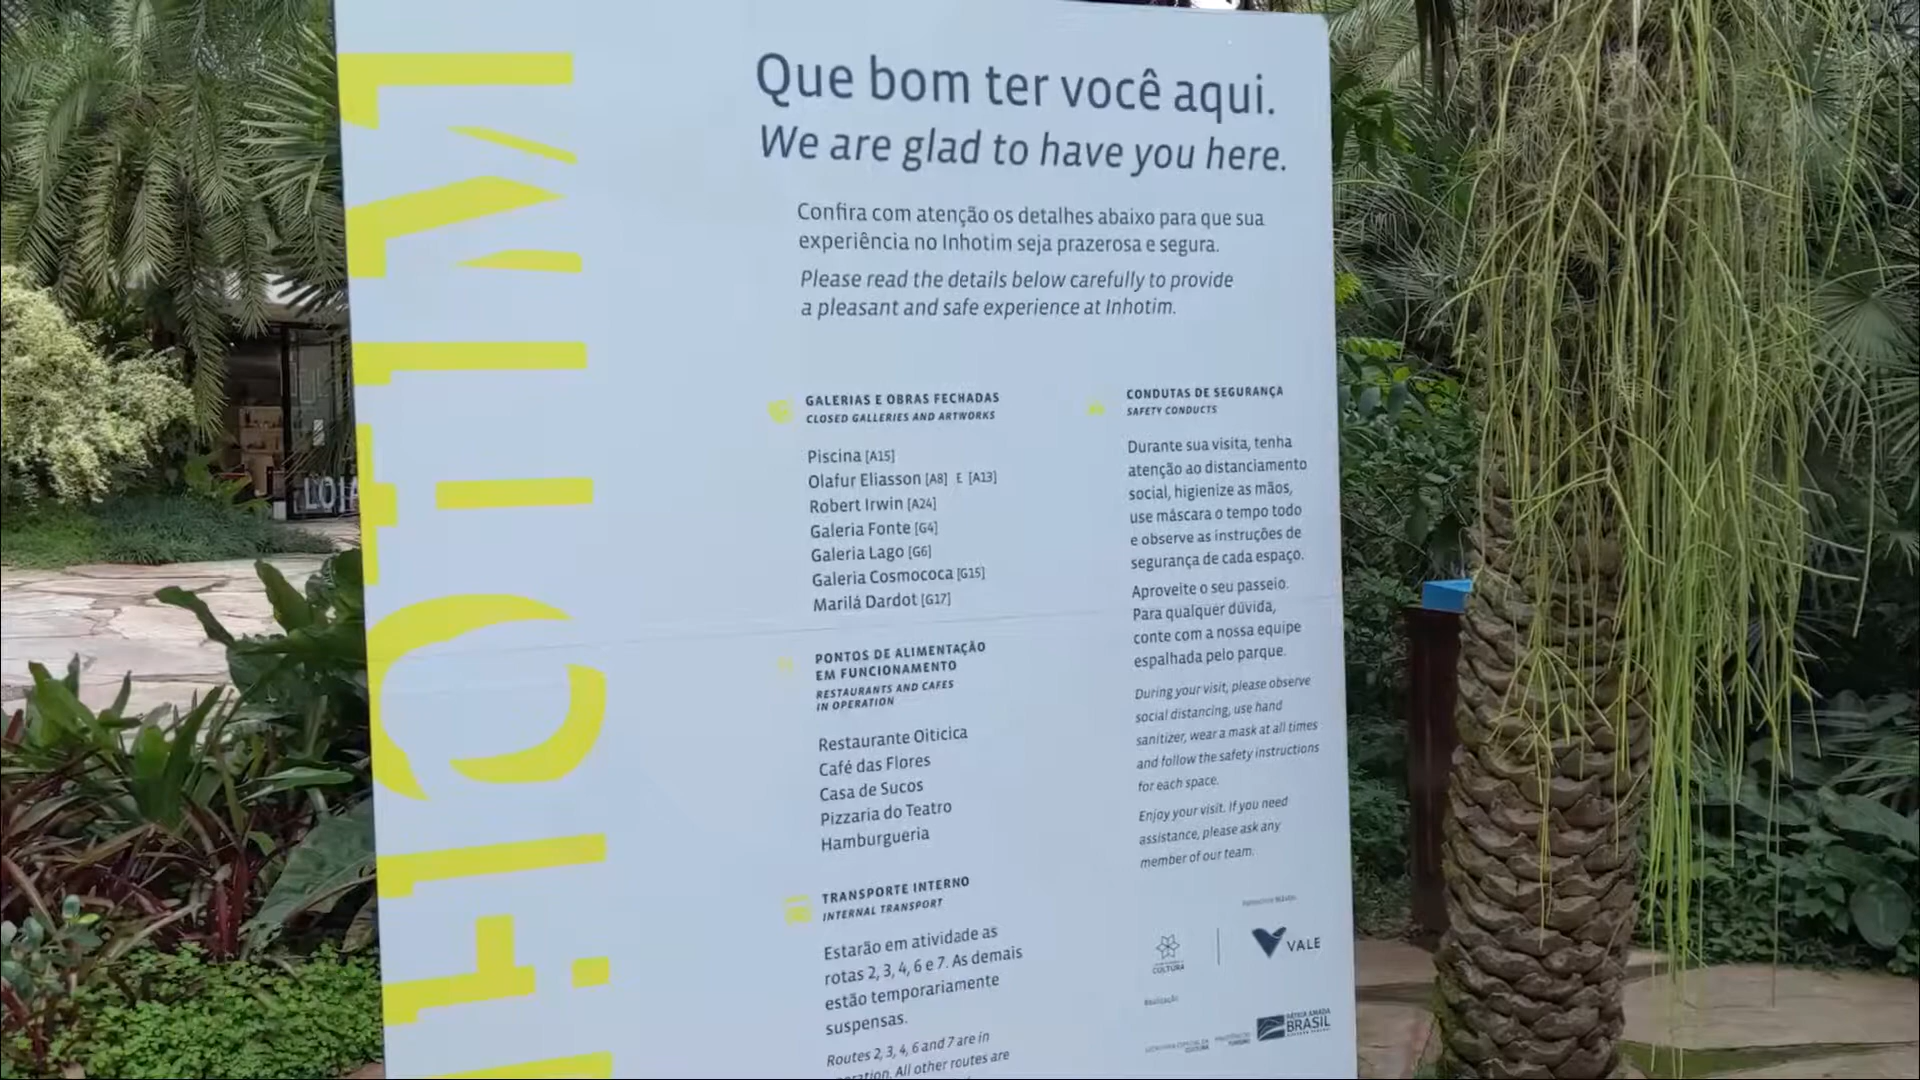 Que bom ter você aqui.
We are glad to have you here.
Confira com atenção os detalhes abaixo para que sua
experiência no Inhotim seja prazerosa e segura.
Please read the details below carefully to provide
a pleasant and safe experience at Inhotim.
GALERIAS E OBRAS FECHADAS
CLOSED GALLERIES AND ARTWORKS
Piscina [A15]
Olafur Eliasson [A8] E [A13]
Robert Irwin [A24]
Galeria Fonte [G4]
Galeria Lago [G6]
Galeria Cosmococa [G15]
Marilá Dardot [G17]
PONTOS DE ALIMENTAÇÃO
EM FUNCIONAMENTO
RESTAURANTS AND CAFES
IN OPERATION
Restaurante Oiticica
Café das Flores
Casa de Sucos
Pizzaria do Teatro
Hamburgueria
TRANSPORTE INTERNO
INTERNAL TRANSPORT
Estarão em atividade as
rotas 2, 3, 4, 6 e 7. As demais
estão temporariamente
suspensas.
Routes 2, 3, 4, 6 and 7 are in
All other routes are
CONDUTAS DE SEGURANÇA
SAFETY CONDUCTS
Durante sua visita, tenha
atenção ao distanciamento
social, higienize as mãos,
use máscara o tempo todo
e observe as instruções de
segurança de cada espaço.
Aproveite o seu passeio.
Para qualquer dúvida,
conte com a nossa equipe
espalhada pelo parque.
During your visit, please observe
social distancing, use hand
sanitizer, wear a mask at all times
and follow the safety instructions
for each space.
Enjoy your visit. If you need
assistance, please ask any
member of our team.
CULTURA
VALE
Realização
PÁTRIA AMADA
BRASIL
LOJA